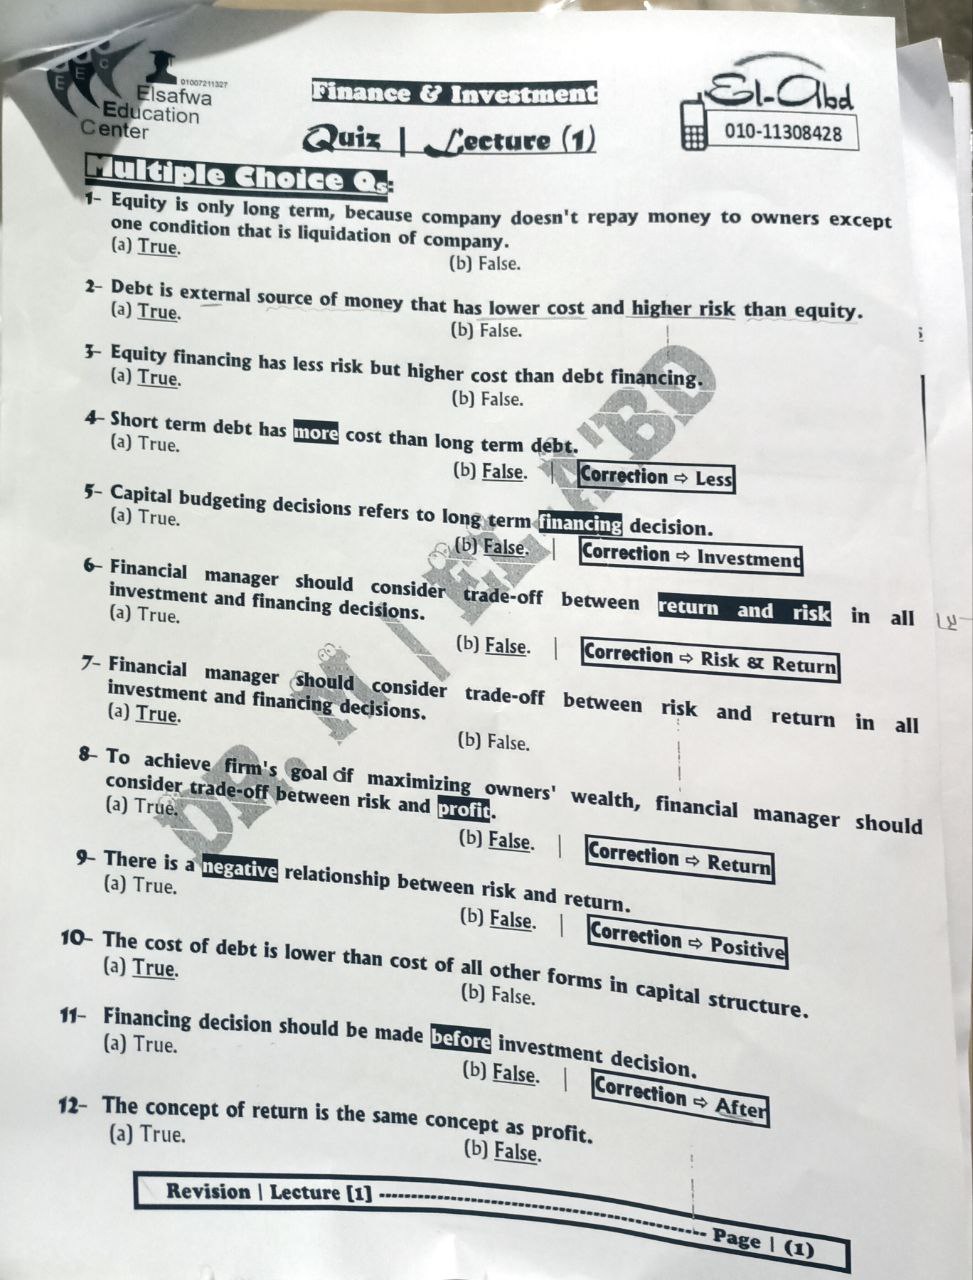 E E C
01007211327
Elsafwa
Education
Center
Finance & Investment
Quiz | Lecture (1)
El-Abd
010-11308428
Multiple Choice Qs:
1- Equity is only long term, because company doesn't repay money to owners except
one condition that is liquidation of company.
(a) True. (b) False.
2- Debt is external source of money that has lower cost and higher risk than equity.
(a) True. (b) False.
3- Equity financing has less risk but higher cost than debt financing.
(a) True. (b) False.
4- Short term debt has more cost than long term debt.
(a) True. (b) False. | Correction ⇨ Less
5- Capital budgeting decisions refers to long term financing decision.
(a) True. (b) False. | Correction ⇨ Investment
6- Financial manager should consider trade-off between return and risk in all
investment and financing decisions.
(a) True. (b) False. | Correction ⇨ Risk & Return
7- Financial manager should consider trade-off between risk and return in all
investment and financing decisions.
(a) True. (b) False.
8- To achieve firm's goal of maximizing owners' wealth, financial manager should
consider trade-off between risk and profit.
(a) True. (b) False. | Correction ⇨ Return
9- There is a negative relationship between risk and return.
(a) True. (b) False. | Correction ⇨ Positive
10- The cost of debt is lower than cost of all other forms in capital structure.
(a) True. (b) False.
11- Financing decision should be made before investment decision.
(a) True. (b) False. | Correction ⇨ After
12- The concept of return is the same concept as profit.
(a) True. (b) False.
DR. M | EL-A'BD
Revision | Lecture [1] ---------------------------------------- Page | (1)